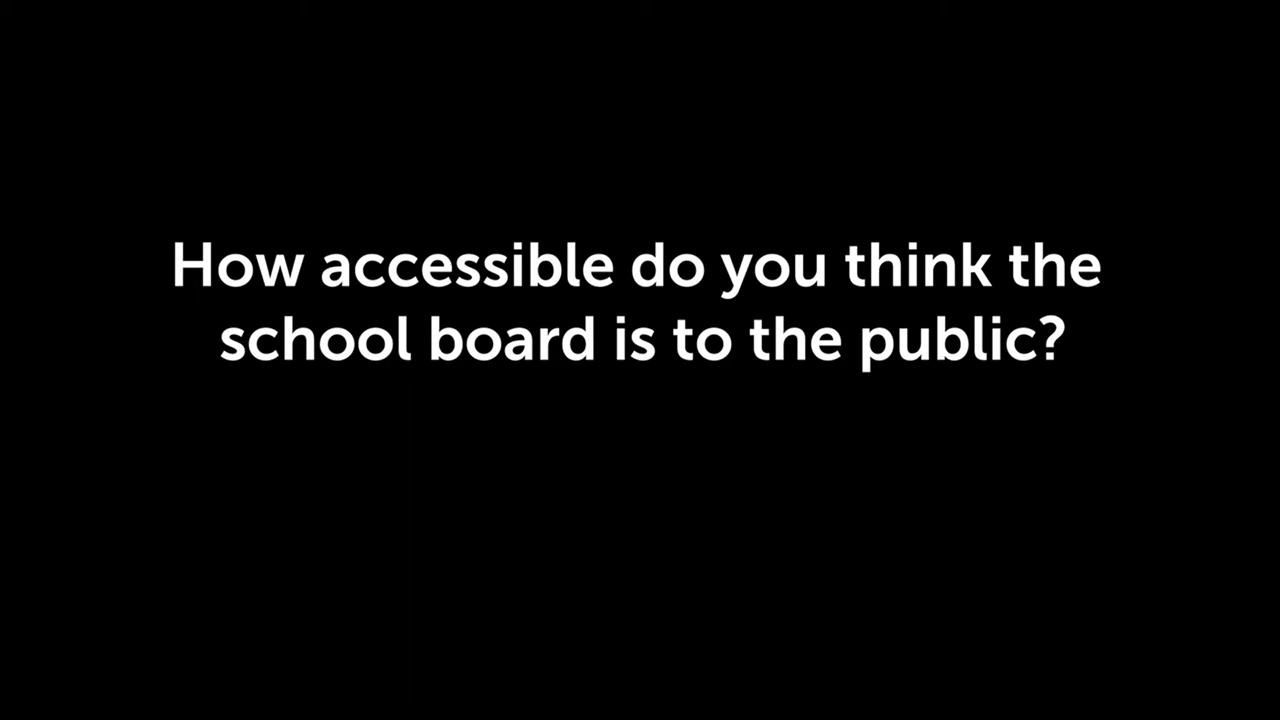 How accessible do you think the
school board is to the public?